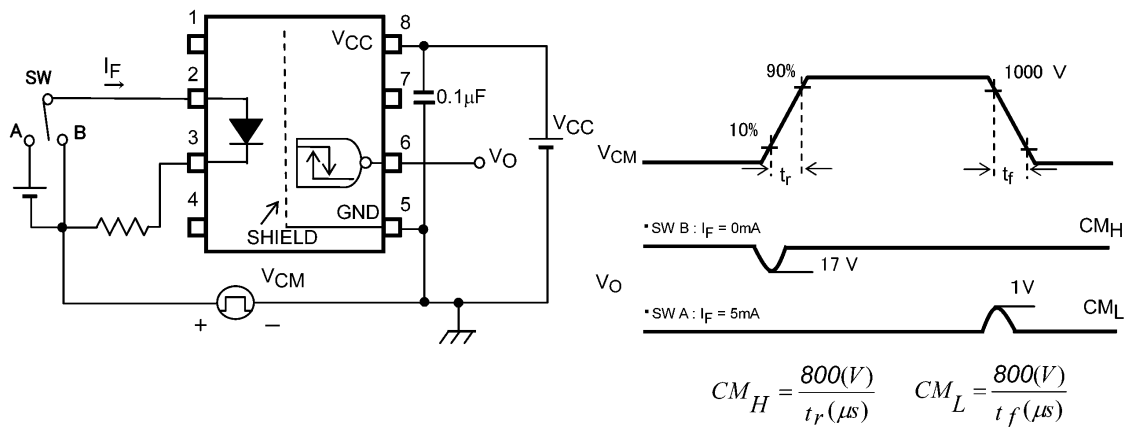 1
8
VCC
IF
SW
2
7
0.1μF
A
B
3
6
VCC
VO
4
GND
5
SHIELD
VCM
+ −
90%
1000 V
10%
VCM
tr
tf
▪SW B : IF = 0mA
CMH
17 V
VO
1V
▪SW A : IF = 5mA
CML
CMH = 800(V) / tr(μs)
CML = 800(V) / tf(μs)